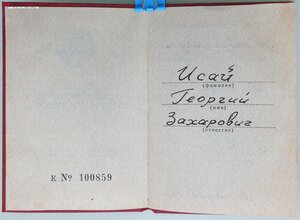 Исай
(фамилия)
Георгий
(имя)
Захарович
(отчество)
К № 100859